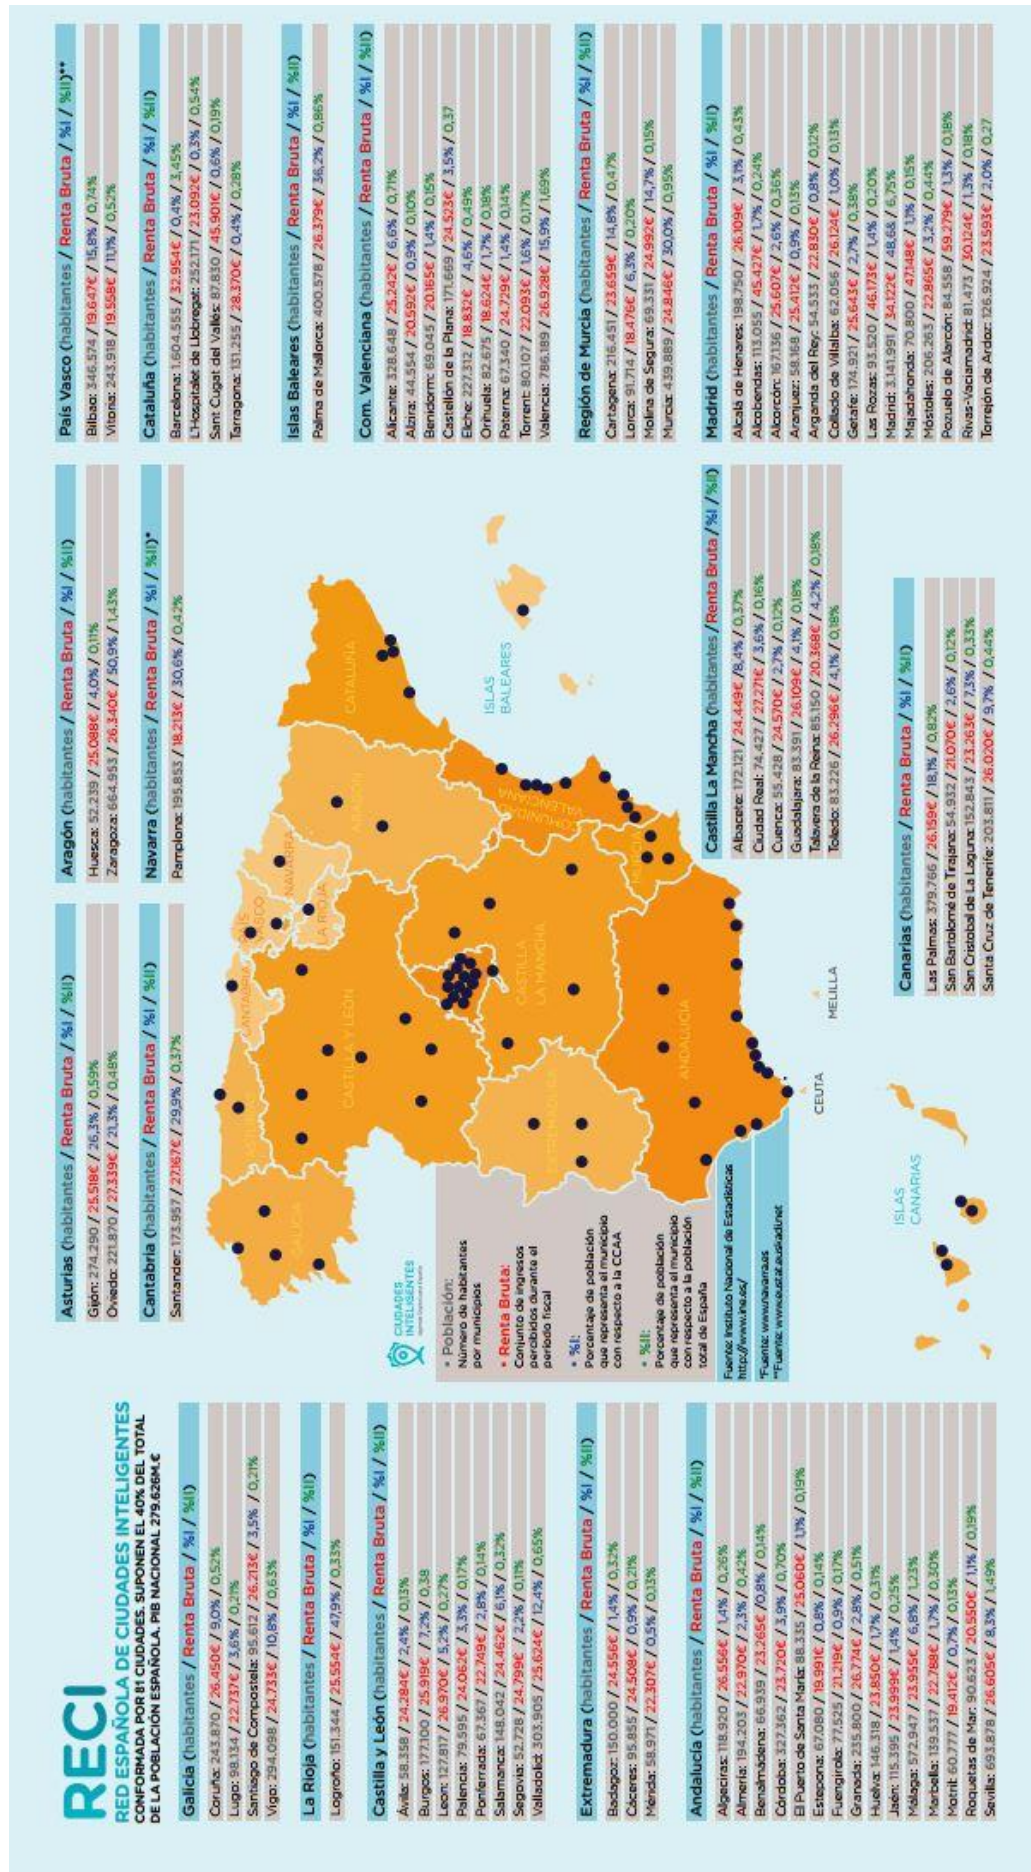 RECI
RED ESPAÑOLA DE CIUDADES INTELIGENTES
CONFORMADA POR 81 CIUDADES. SUPONEN EL 40% DEL TOTAL
DE LA POBLACIÓN ESPAÑOLA. PIB NACIONAL 279.626M.€
Galicia (habitantes / Renta Bruta / %I / %II)
Coruña: 243.870 / 26.450€ / 9,0% / 0,52%
Lugo: 98.134 / 22.737€ / 3,6% / 0,21%
Santiago de Compostela: 95.612 / 26.213€ / 3,5% / 0,21%
Vigo: 294.098 / 24.733€ / 10,8% / 0,63%
La Rioja (habitantes / Renta Bruta / %I / %II)
Logroño: 151.344 / 25.554€ / 47,9% / 0,33%
Castilla y León (habitantes / Renta Bruta / %I / %II)
Ávila: 58.358 / 24.284€ / 2,4% / 0,13%
Burgos: 177.100 / 25.919€ / 7,2% / 0,38
Leon: 127.817 / 26.970€ / 5,2% / 0,27%
Palencia: 79.595 / 24.062€ / 3,3% / 0,17%
Ponferrada: 67.367 / 22.749€ / 2,8% / 0,14%
Salamanca: 148.042 / 24.462€ / 6,1% / 0,32%
Segovia: 52.728 / 24.799€ / 2,2% / 0,11%
Valladolid: 303.905 / 25.624€ / 12,4% / 0,65%
Extremadura (habitantes / Renta Bruta / %I / %II)
Badagoz: 150.000 / 24.556€ / 1,4% / 0,32%
Cáceres: 95.855 / 24.508€ / 0,9% / 0,21%
Mérida: 58.971 / 22.307€ / 0,5% / 0,13%
Andalucía (habitantes / Renta Bruta / %I / %II)
Algeciras: 118.920 / 26.556€ / 1,4% / 0,26%
Almeria: 194.203 / 22.970€ / 2,3% / 0,42%
Benalmádena: 66.939 / 23.265€ /0,8% / 0,14%
Córdoba: 327.362 / 23.720€ / 3,9% / 0,70%
El Puerto de Santa María: 88.335 / 25.060€ / 1,1% / 0,19%
Estepona: 67.080 / 19.991€ / 0,8% / 0,14%
Fuengirola: 77.525 / 21.219€ / 0,9% / 0,17%
Granada: 235.800 / 26.774€ / 2,8% / 0,51%
Huelva: 146.318 / 23.850€ / 1,7% / 0,31%
Jaén: 115.395 / 23.999€ / 1,4% / 0,25%
Málaga: 572.947 / 23.955€ / 6,8% / 1,23%
Marbella: 139.537 / 22.788€ / 1,7% / 0,30%
Motril: 60.777 / 19.412€ / 0,7% / 0,13%
Roquetas de Mar: 90.623 / 20.550€ / 1,1% / 0,19%
Sevilla: 693.878 / 26.605€ / 8,3% / 1,49%
Asturias (habitantes / Renta Bruta / %I / %II)
Gijón: 274.290 / 25.518€ / 26,3% / 0,59%
Oviedo: 221.870 / 27.339€ / 21,3% / 0,48%
Cantabria (habitantes / Renta Bruta / %I / %II)
Santander: 173.957 / 27.167€ / 29,9% / 0,37%
Aragón (habitantes / Renta Bruta / %I / %II)
Huesca: 52.239 / 25.088€ / 4,0% / 0,11%
Zaragoza: 664.953 / 26.340€ / 50,9% / 1,43%
Navarra (habitantes / Renta Bruta / %I / %II)*
Pamplona: 195.853 / 18.213€ / 30,6% / 0,42%
País Vasco (habitantes / Renta Bruta / %I / %II)**
Bilbao: 346.574 / 19.647€ / 15,8% / 0,74%
Vitoria: 243.918 / 19.558€ / 11,1% / 0,52%
Cataluña (habitantes / Renta Bruta / %I / %II)
Barcelona: 1.604.555 / 32.954€ / 0,4% / 3,45%
L'Hospitalet de Llobregat: 252.171 / 23.092€ / 0,3% / 0,54%
Sant Cugat del Vallés: 87.830 / 45.901€ / 0,6% / 0,19%
Tarragona: 131.255 / 28.370€ / 0,4% / 0,28%
Islas Baleares (habitantes / Renta Bruta / %I / %II)
Palma de Mallorca: 400.578 / 26.379€ / 36,2% / 0,86%
Com. Valenciana (habitantes / Renta Bruta / %I / %II)
Alicante: 328.648 / 25.242€ / 6,6% / 0,71%
Alzira: 44.554 / 20.592€ / 0,9% / 0,10%
Benidorm: 69.045 / 20.165€ / 1,4% / 0,15%
Castellón de la Plana: 171.669 / 24.523€ / 3,5% / 0,37
Elche: 227.312 / 18.832€ / 4,6% / 0,49%
Orihuela: 82.675 / 18.624€ / 1,7% / 0,18%
Paterna: 67.340 / 24.729€ / 1,4% / 0,14%
Torrent: 80.107 / 22.093€ / 1,6% / 0,17%
Valencia: 786.189 / 26.928€ / 15,9% / 1,69%
Región de Murcia (habitantes / Renta Bruta / %I / %II)
Cartagena: 216.451 / 23.659€ / 14,8% / 0,47%
Lorca: 91.714 / 18.476€ / 6,3% / 0,20%
Molina de Segura: 69.331 / 24.992€ / 14,7% / 0,15%
Murcia: 439.889 / 24.846€ / 30,0% / 0,95%
Madrid (habitantes / Renta Bruta / %I / %II)
Alcalá de Henares: 198.750 / 26.109€ / 3,1% / 0,43%
Alcobendas: 113.055 / 45.427€ / 1,7% / 0,24%
Alcorcón: 167.136 / 25.607€ / 2,6% / 0,36%
Aranjuez: 58.168 / 25.412€ / 0,9% / 0,13%
Arganda del Rey: 54.533 / 22.830€ / 0,8% / 0,12%
Collado de Villalba: 62.056 / 26.124€ / 1,0% / 0,13%
Getafe: 174.921 / 25.643€ / 2,7% / 0,38%
Las Rozas: 93.520 / 46.173€ / 1,4% / 0,20%
Madrid: 3.141.991 / 34.122€ / 48,6& / 6,75%
Majadahonda: 70.800 / 47.148€ / 1,1% / 0,15%
Móstoles: 206.263 / 22.865€ / 3,2% / 0,44%
Pozuelo de Alarcón: 84.558 / 59.279€ / 1,3% / 0,18%
Rivas-Vaciamadrid: 81.473 / 30.124€ / 1,3% / 0,18%
Torrejón de Ardoz: 126.924 / 23.593€ / 2,0% / 0,27
Castilla La Mancha (habitantes / Renta Bruta / %I / %II)
Albacete: 172.121 / 24.449€ /8,4% / 0,37%
Ciudad Real: 74.427 / 27.271€ / 3,6% / 0,16%
Cuenca: 55.428 / 24.570€ / 2,7% / 0,12%
Guadalajara: 83.391 / 26.109€ / 4,1% / 0,18%
Talavera de la Reina: 85.150 / 20.368€ / 4,2% / 0,18%
Toledo: 83.226 / 26.296€ / 4,1% / 0,18%
Canarias (habitantes / Renta Bruta / %I / %II)
Las Palmas: 379.766 / 26.159€ / 18,1% / 0,82%
San Bartolomé de Tirajana: 54.932 / 21.070€ / 2,6% / 0,12%
San Cristobal de La Laguna: 152.843 / 23.263€ / 7,3% / 0,33%
Santa Cruz de Tenerife: 203.811 / 26.020€ / 9,7% / 0,44%
CIUDADES
INTELIGENTES
• Población:
Número de habitantes
por municipios
• Renta Bruta:
Conjunto de ingresos
percibidos durante el
periodo fiscal
• %I:
Porcentaje de población
que representa el municipio
con respecto a la CCAA
• %II:
Porcentaje de población
que representa el municipio
con respecto a la población
total de España
Fuente: Instituto Nacional de Estadísticas
http://www.ine.es/
*Fuente: www.navarra.es
**Fuente: www.eustat.euskadi.net
GALICIA
ASTURIAS
CANTABRIA
PAÍS
VASCO
NAVARRA
LA RIOJA
ARAGÓN
CATALUÑA
CASTILLA Y LEÓN
CASTILLA
LA MANCHA
COMUNIDAD
VALENCIANA
EXTREMADURA
ANDALUCIA
MURCIA
ISLAS
BALEARES
CEUTA
MELILLA
ISLAS
CANARIAS